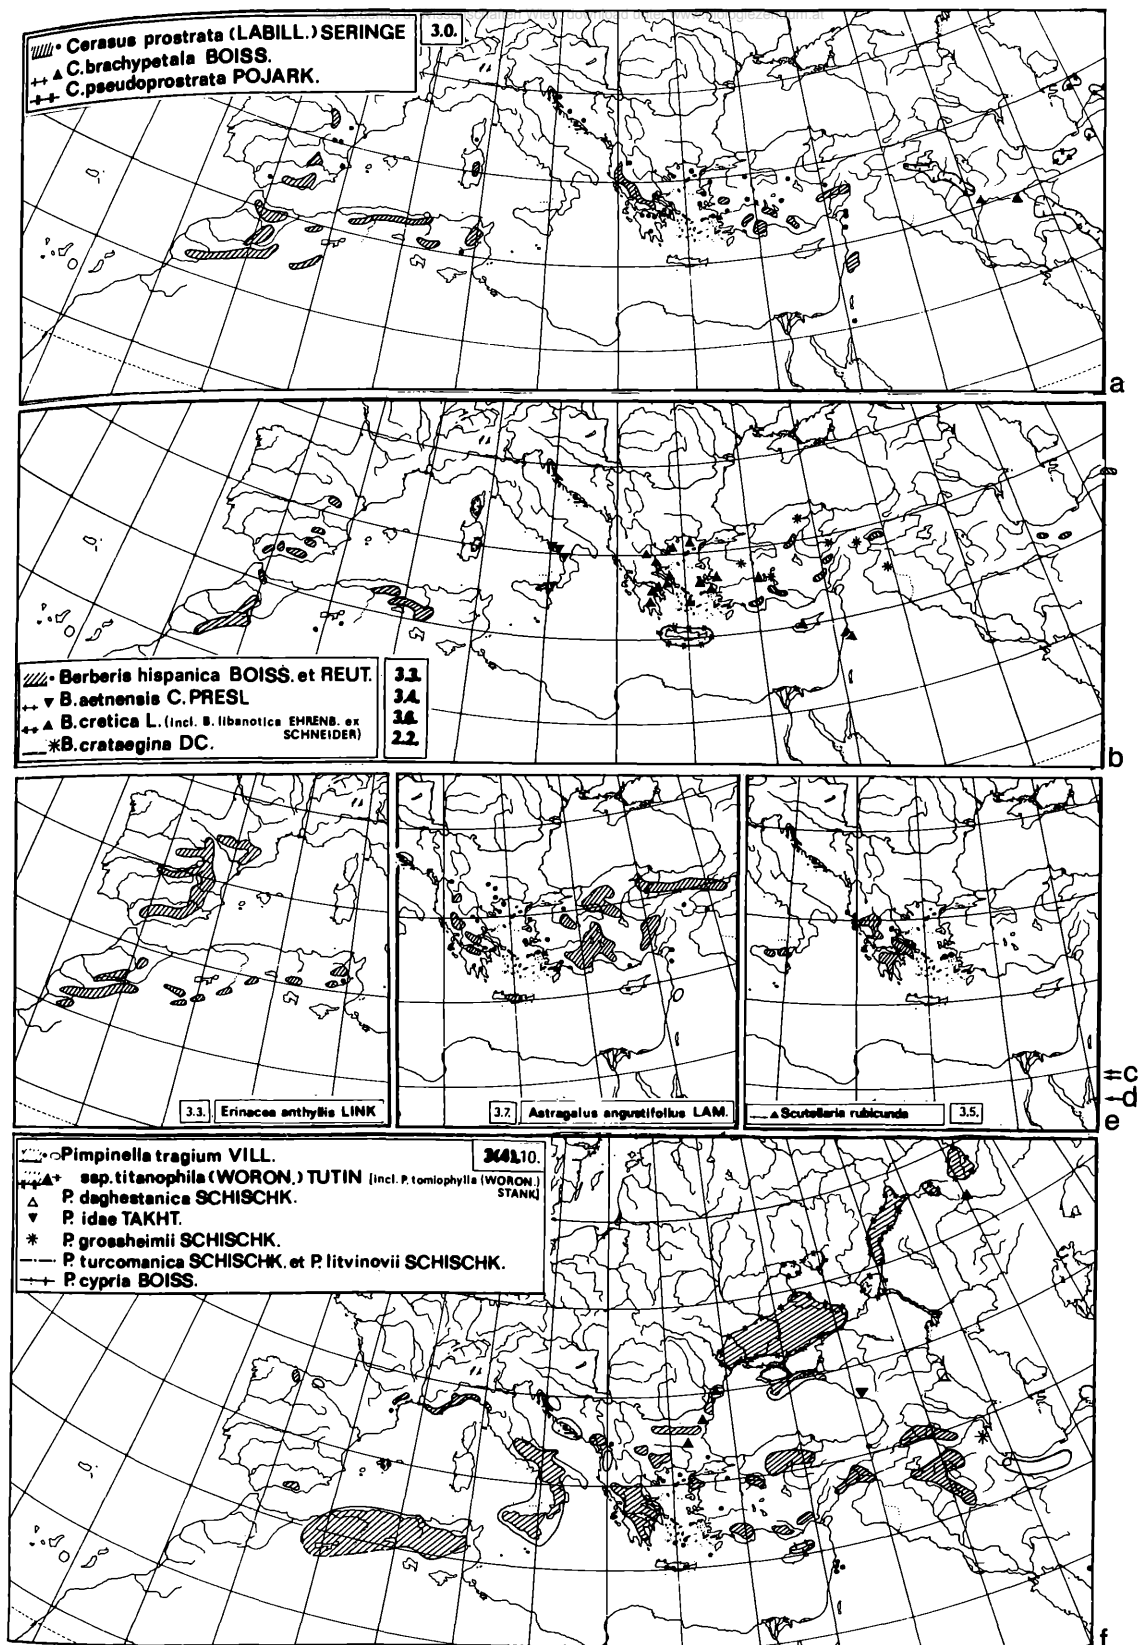 Cerasus prostrata (LABILL.) SERINGE
C. brachypetala BOISS.
C. pseudoprostrata POJARK.
3.0.
a
Berberis hispanica BOISS. et REUT. 3.3.
B. aetnensis C. PRESL 3.4.
B. cretica L. (incl. B. libanotica EHRENB. ex 3.6.
SCHNEIDER)
B. crataegina DC. 2.2.
b
3.3. Erinacea anthyllis LINK
3.7. Astragalus angustifolius LAM.
Scutellaria rubicunda 3.5.
c
d
e
Pimpinella tragium VILL. 10.
ssp. titanophila (WORON.) TUTIN [incl. P. tomiophylla (WORON.)
STANK]
P. daghestanica SCHISCHK.
P. idae TAKHT.
P. grossheimii SCHISCHK.
P. turcomanica SCHISCHK. et P. litvinovii SCHISCHK.
P. cypria BOISS.
f